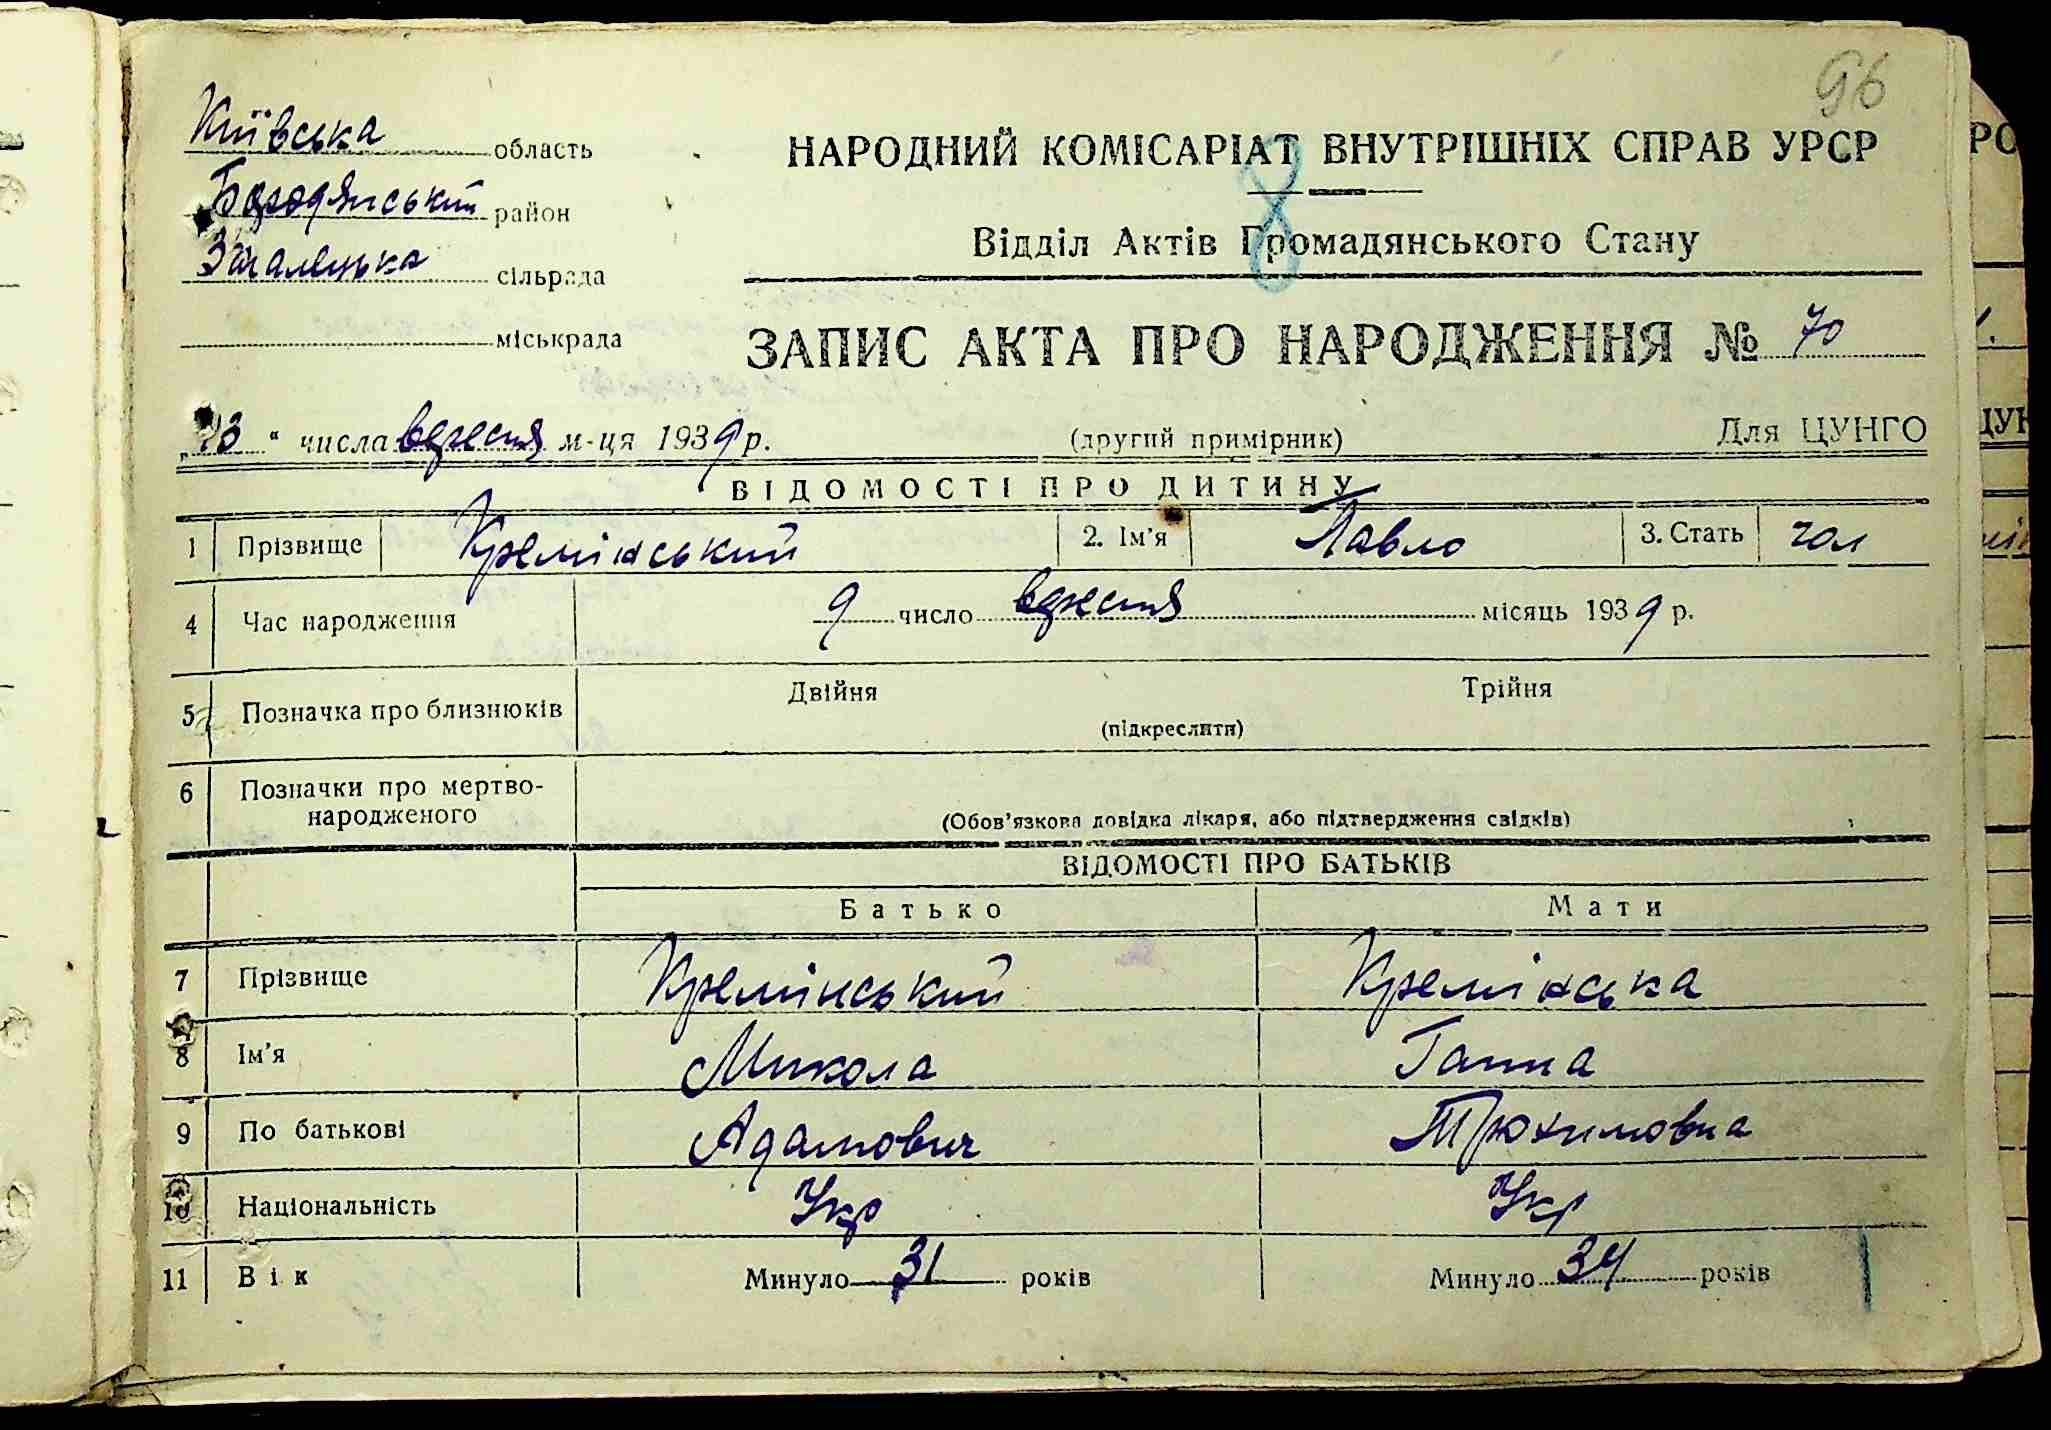 96
Київська область
НАРОДНИЙ КОМІСАРІАТ ВНУТРІШНІХ СПРАВ УРСР
Бородянський район
Відділ Актів Громадянського Стану
8
Загалецька сільрада
міськрада
ЗАПИС АКТА ПРО НАРОДЖЕННЯ № 70
„13 “ числа вересня м-ця 1939 р. (другий примірник) Для ЦУНГО
ВІДОМОСТІ ПРО ДИТИНУ
1 Прізвище Кремінський 2. Ім'я Павло 3. Стать чол
4 Час народження 9 число вересня місяць 1939 р.
5 Позначка про близнюків Двійня Трійня
(підкреслити)
6 Позначки про мертво-
народженого
(Обов'язкова довідка лікаря, або підтвердження свідків)
ВІДОМОСТІ ПРО БАТЬКІВ
Батько Мати
7 Прізвище Кремінський Кремінська
8 Ім'я Микола Ганна
9 По батькові Адамович Трохимовна
10 Національність Укр Укр
11 Вік Минуло 31 років Минуло 34 років